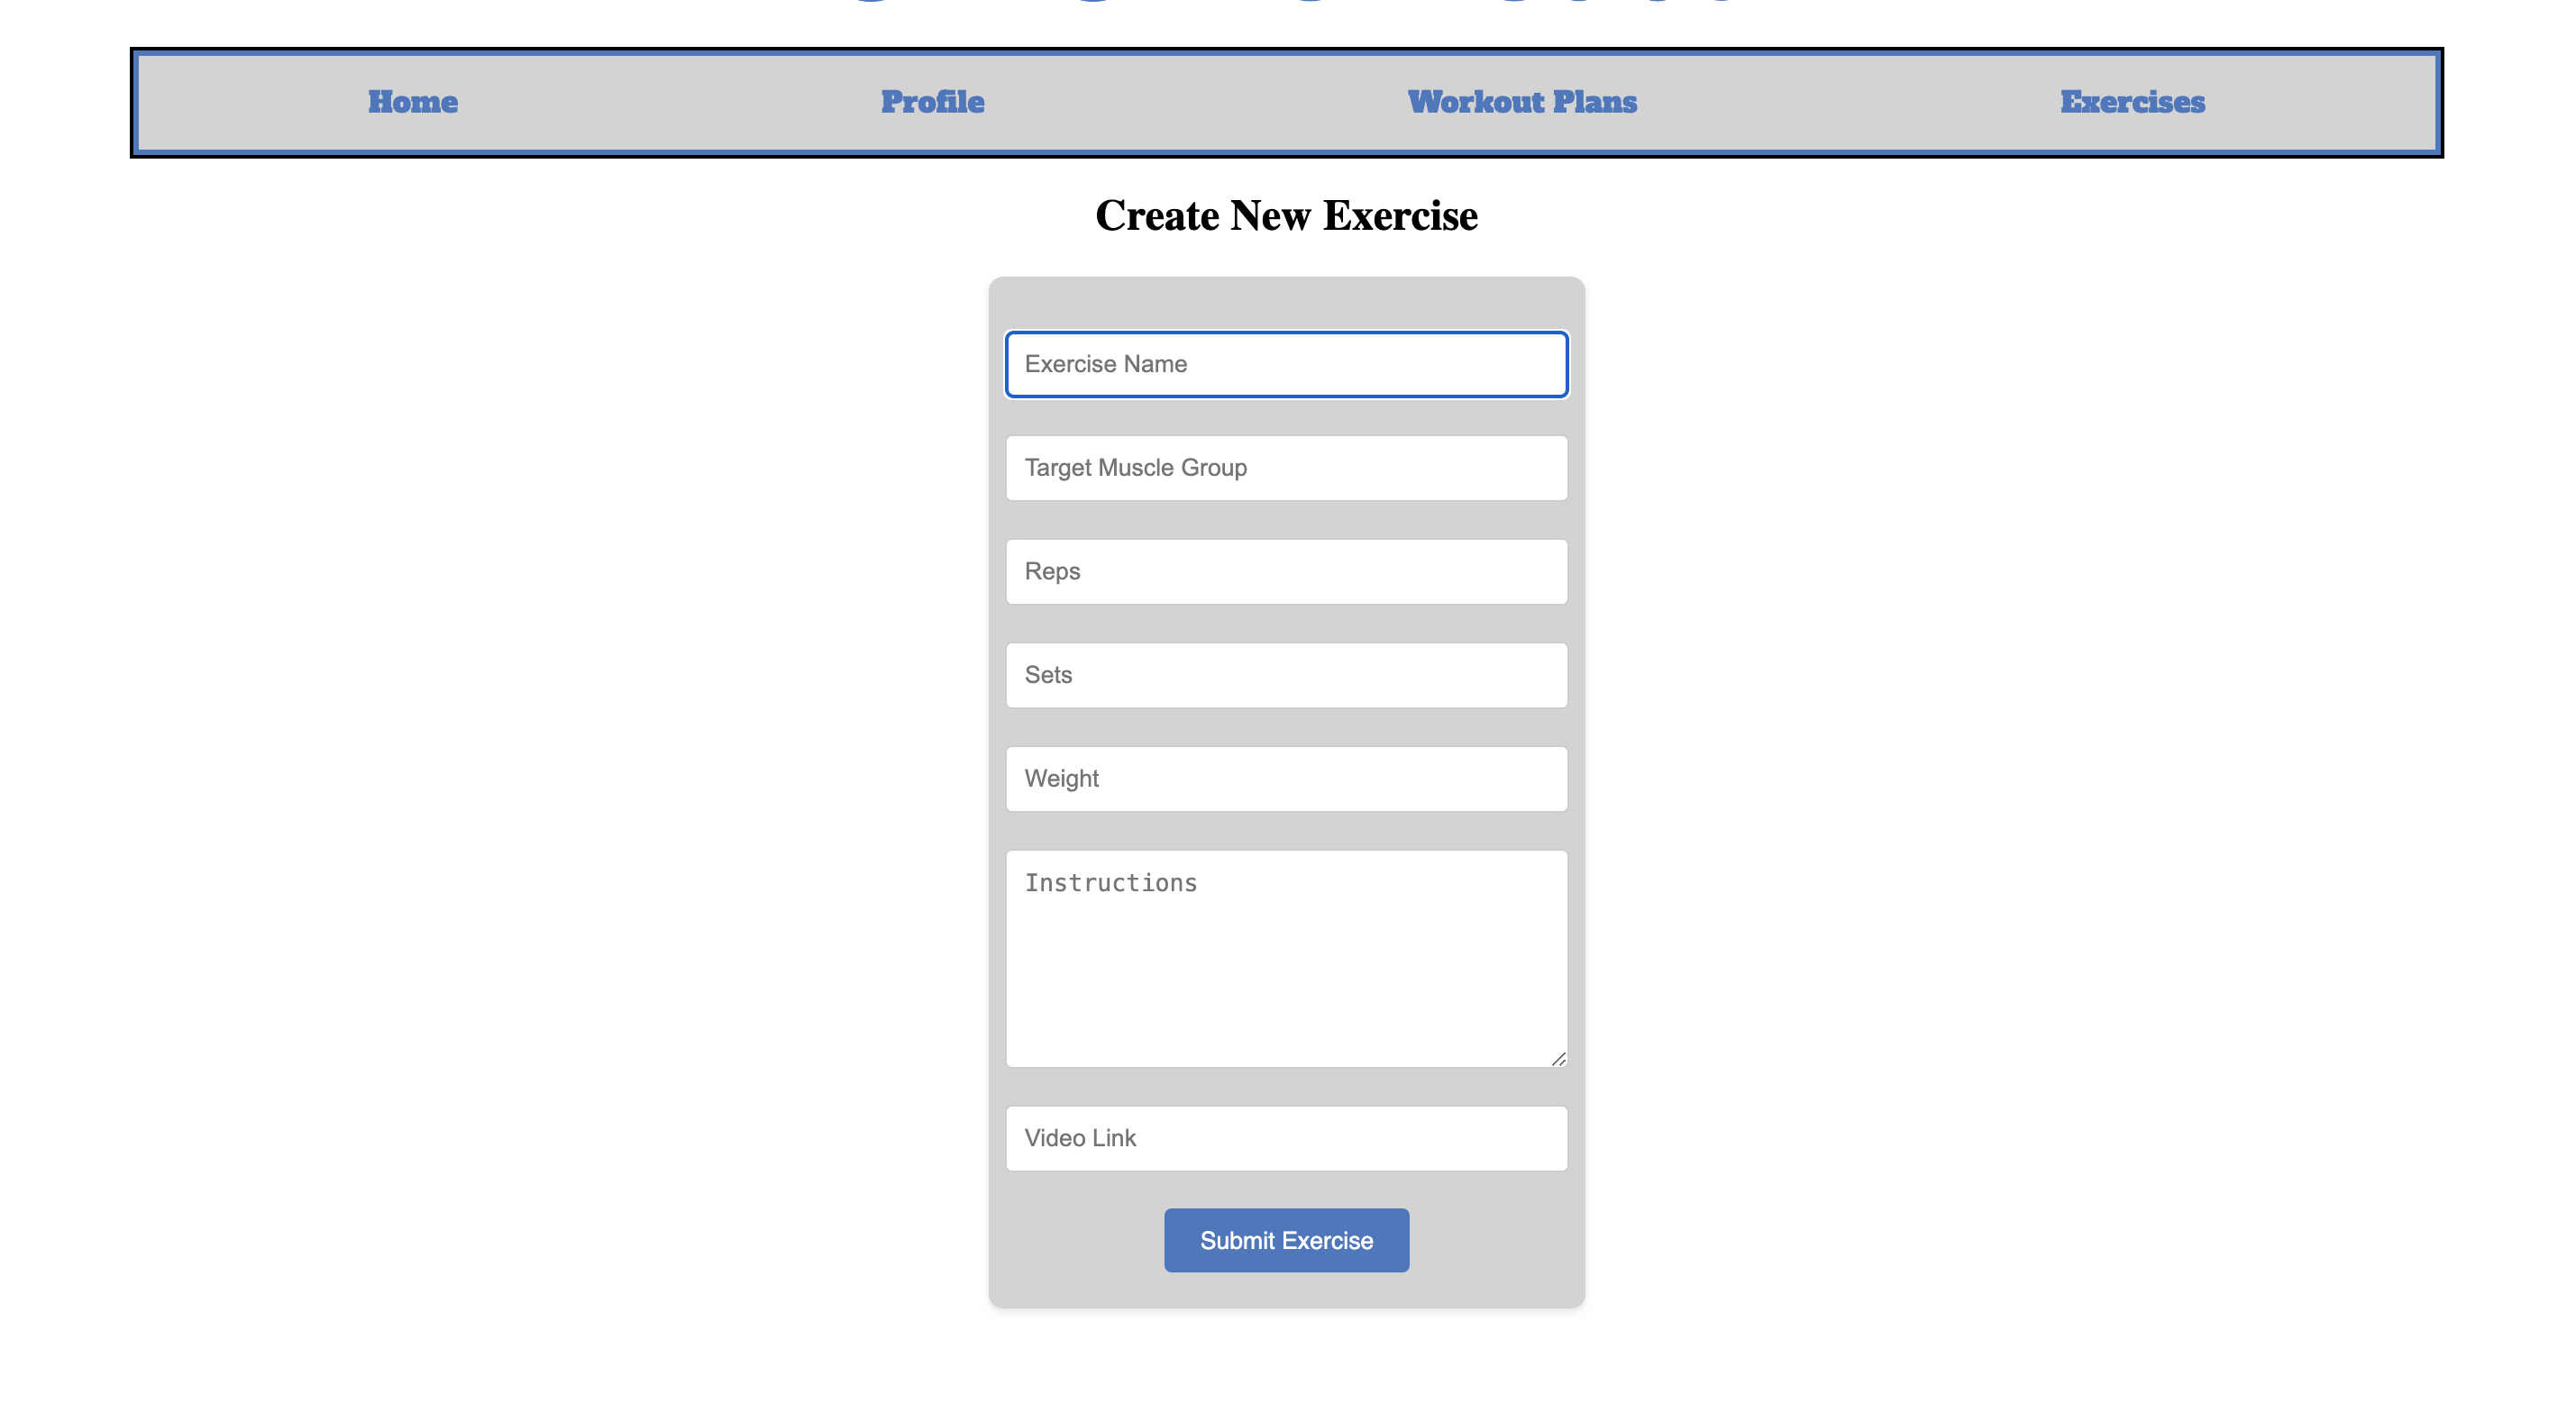 Home Profile Workout Plans Exercises
Create New Exercise
Exercise Name
Target Muscle Group
Reps
Sets
Weight
Instructions
Video Link
Submit Exercise